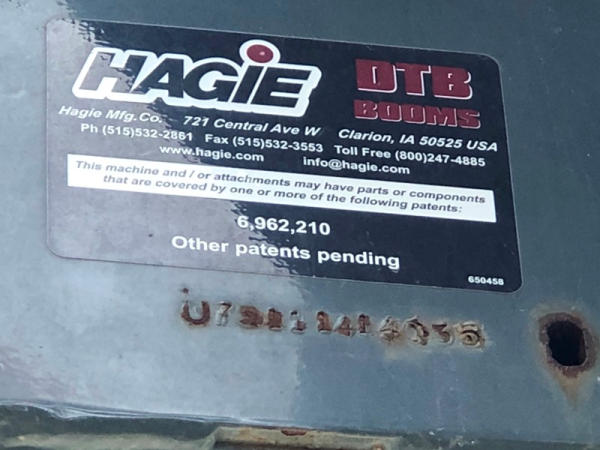 HAGIE
DTB
BOOMS
Hagie Mfg.Co. 721 Central Ave W Clarion, IA 50525 USA
Ph (515)532-2861 Fax (515)532-3553 Toll Free (800)247-4885
www.hagie.com info@hagie.com
This machine and / or attachments may have parts or components
that are covered by one or more of the following patents:
6,962,210
Other patents pending
650458